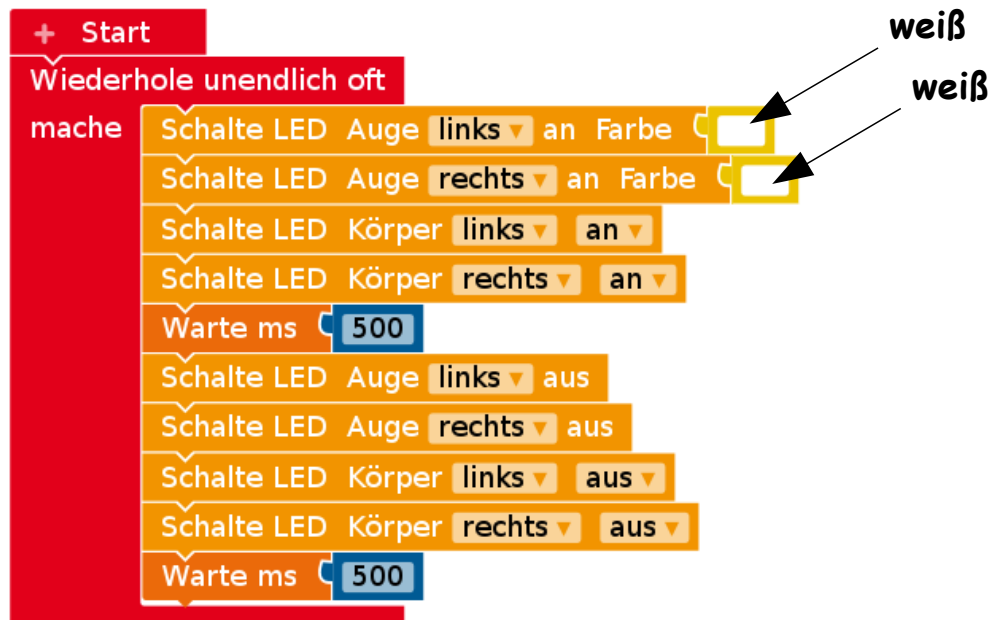 + Start
weiß
Wiederhole unendlich oft
weiß
mache Schalte LED Auge links an Farbe
Schalte LED Auge rechts an Farbe
Schalte LED Körper links an
Schalte LED Körper rechts an
Warte ms 500
Schalte LED Auge links aus
Schalte LED Auge rechts aus
Schalte LED Körper links aus
Schalte LED Körper rechts aus
Warte ms 500